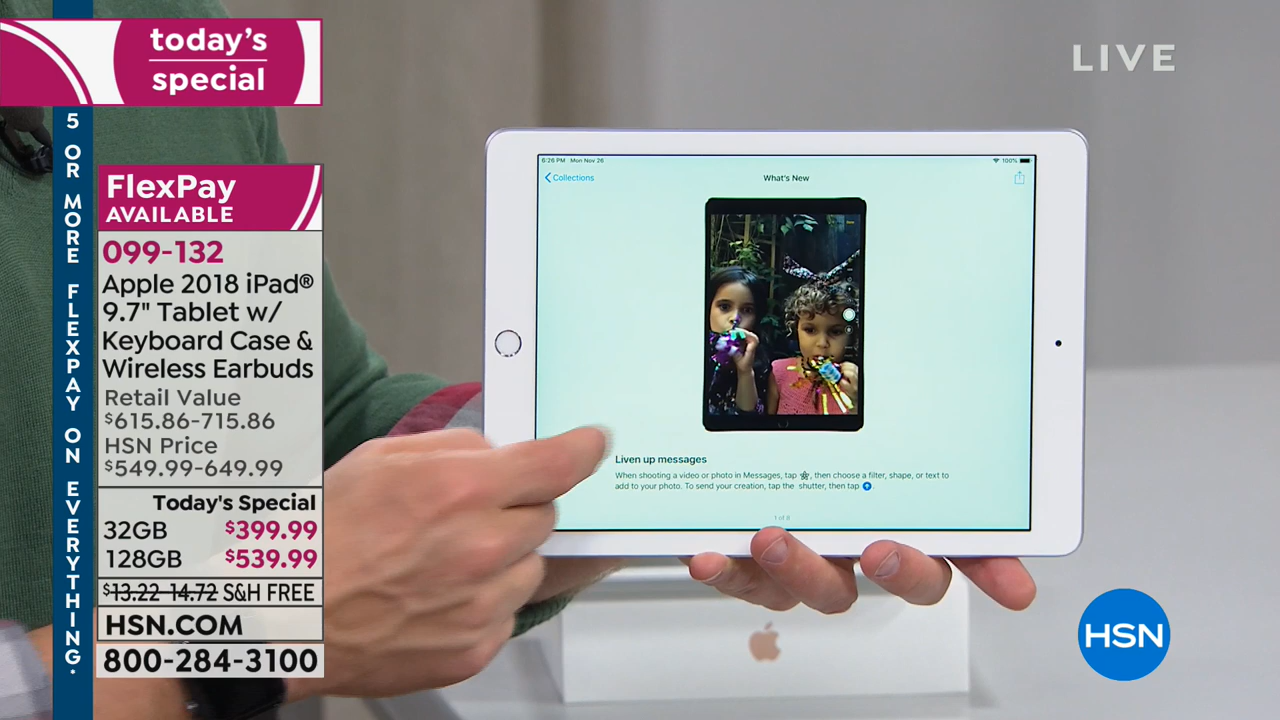 today's
special
LIVE
5 OR MORE FLEXPAY ON EVERYTHING.
FlexPay
AVAILABLE
099-132
Apple 2018 iPad®
9.7" Tablet w/
Keyboard Case &
Wireless Earbuds
Retail Value
$615.86-715.86
HSN Price
$549.99-649.99
Today's Special
32GB $399.99
128GB $539.99
$13.22-14.72 S&H FREE
HSN.COM
800-284-3100
6:26 PM Mon Nov 26
100%
Collections
What's New
Liven up messages
When shooting a video or photo in Messages, tap , then choose a filter, shape, or text to
add to your photo. To send your creation, tap the shutter, then tap .
1 of 8
HSN